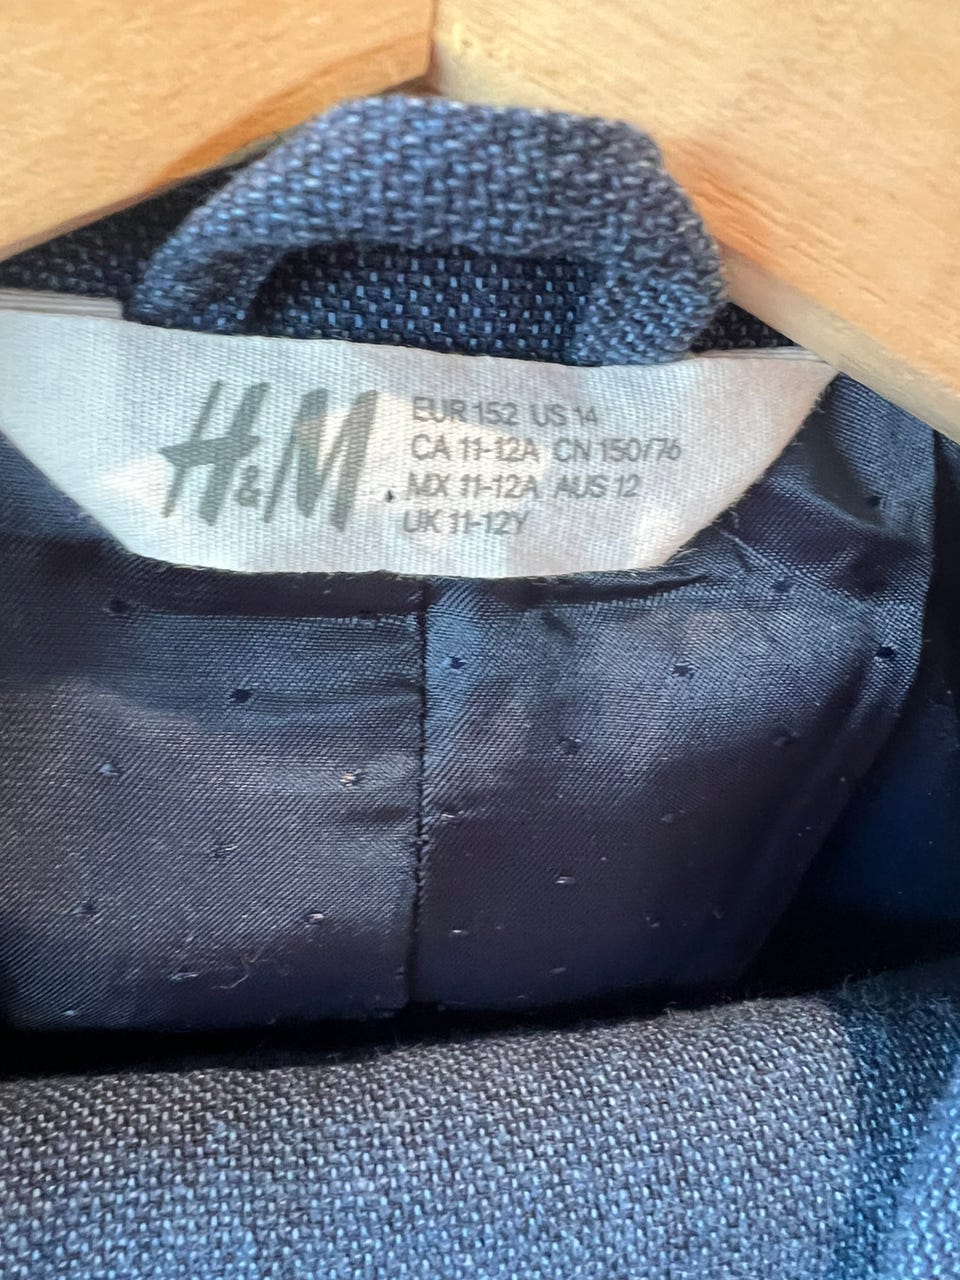 H&M
EUR 152 US 14
CA 11-12A CN 150/76
MX 11-12A AUS 12
UK 11-12Y